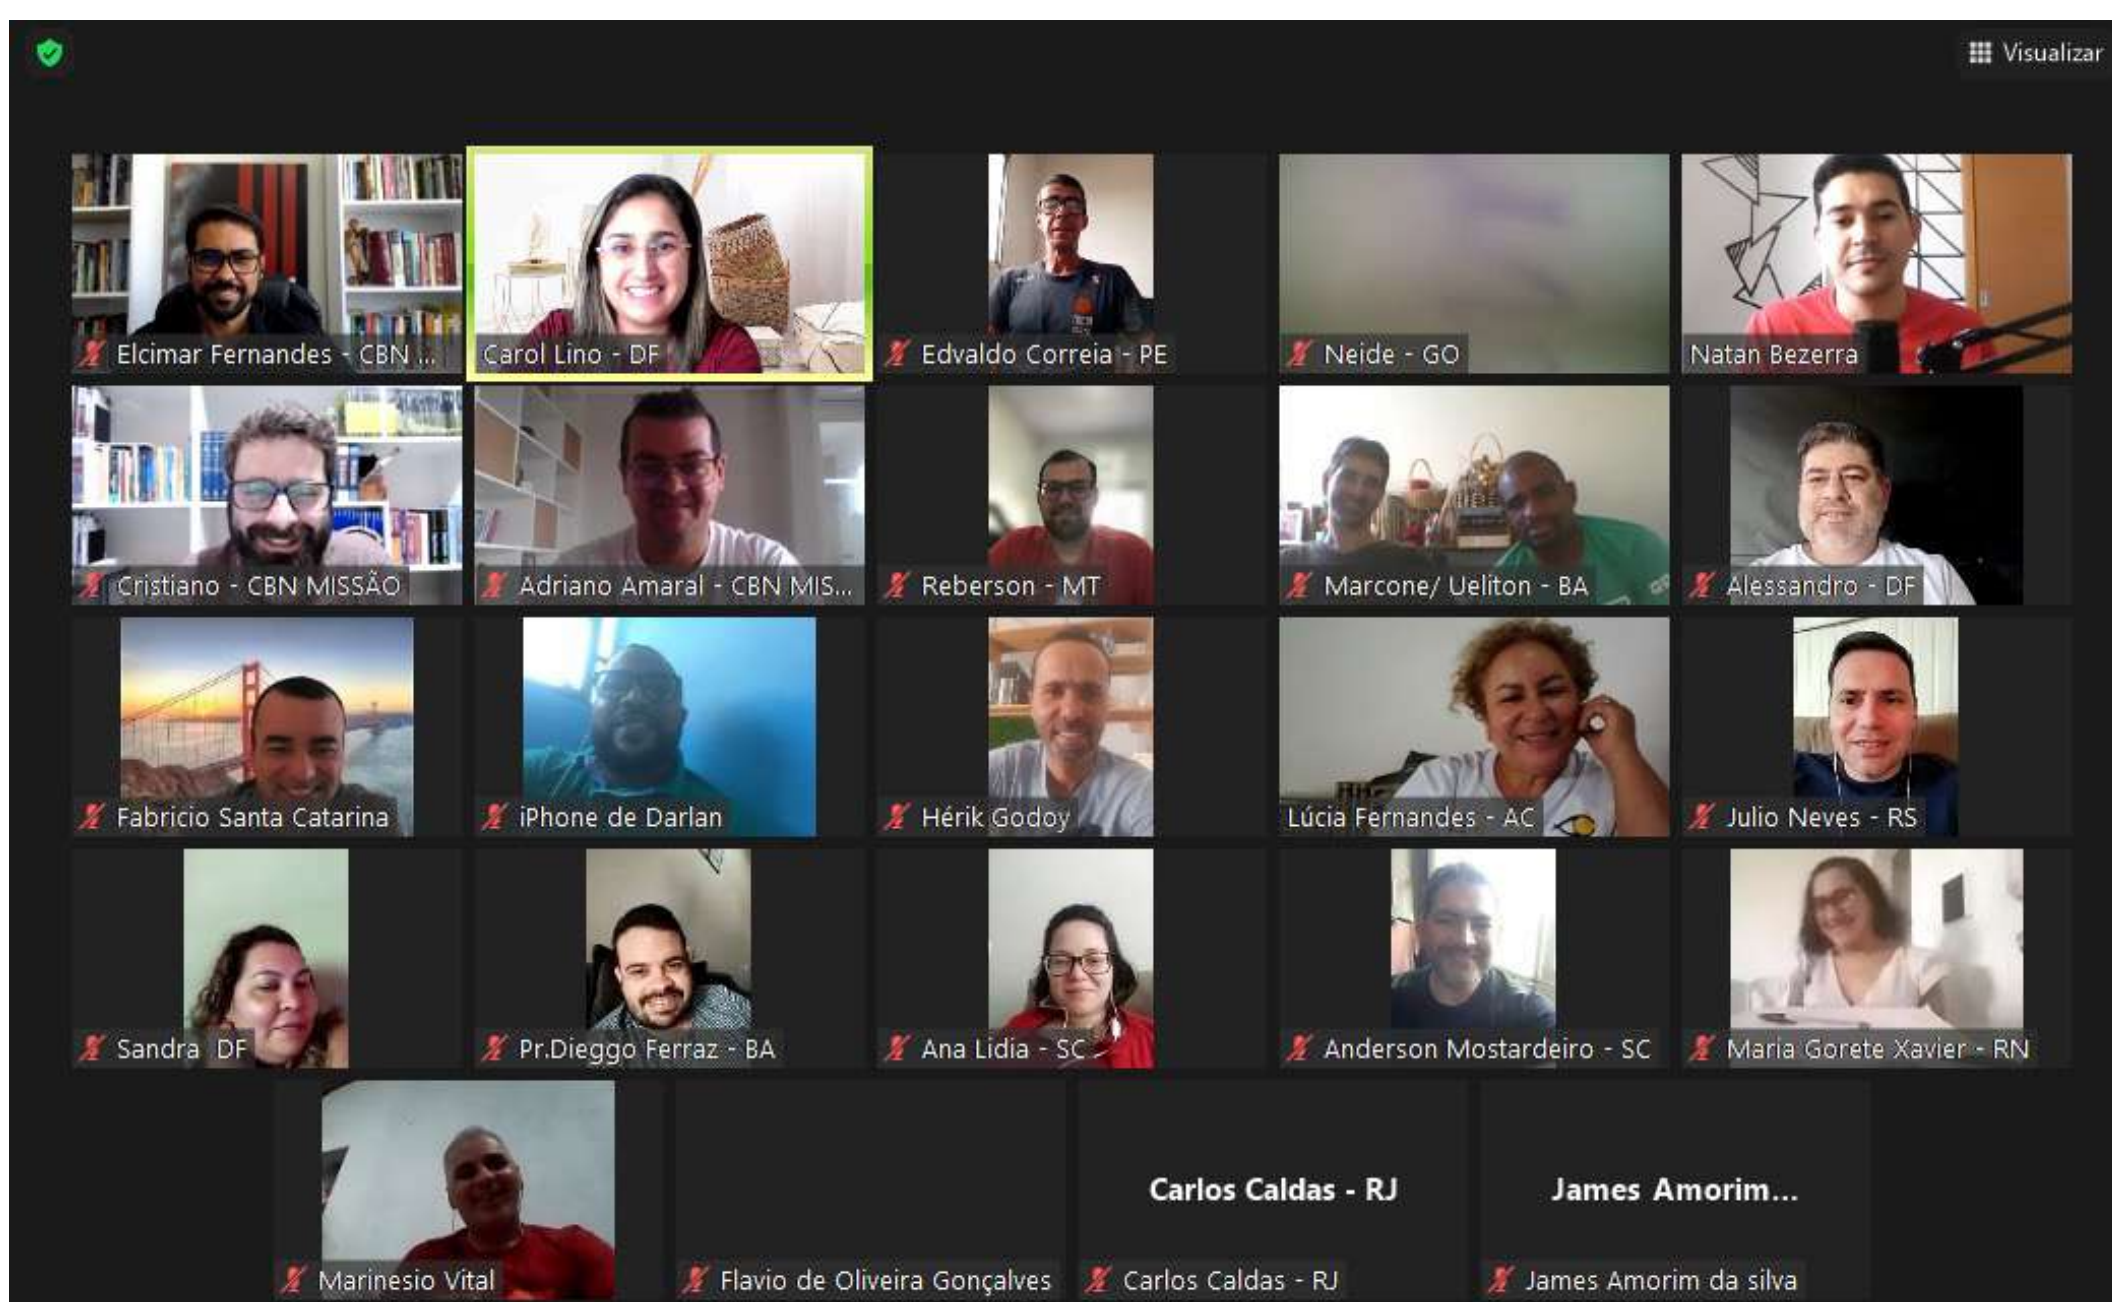 Visualizar
Elcimar Fernandes - CBN ...
Carol Lino - DF
Edvaldo Correia - PE
Neide - GO
Natan Bezerra
Cristiano - CBN MISSÃO
Adriano Amaral - CBN MIS...
Reberson - MT
Marcone/ Ueliton - BA
Alessandro - DF
Fabricio Santa Catarina
iPhone de Darlan
Hérik Godoy
Lúcia Fernandes - AC
Julio Neves - RS
Sandra DF
Pr.Dieggo Ferraz - BA
Ana Lidia - SC
Anderson Mostardeiro - SC
Maria Gorete Xavier - RN
Marinesio Vital
Flavio de Oliveira Gonçalves
Carlos Caldas - RJ
Carlos Caldas - RJ
James Amorim...
James Amorim da silva